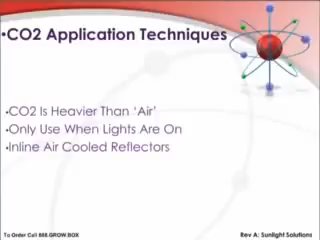 •CO2 Application Techniques
•CO2 Is Heavier Than ‘Air’
•Only Use When Lights Are On
•Inline Air Cooled Reflectors
To Order Call 888.GROW.BOX
Rev A: Sunlight Solutions